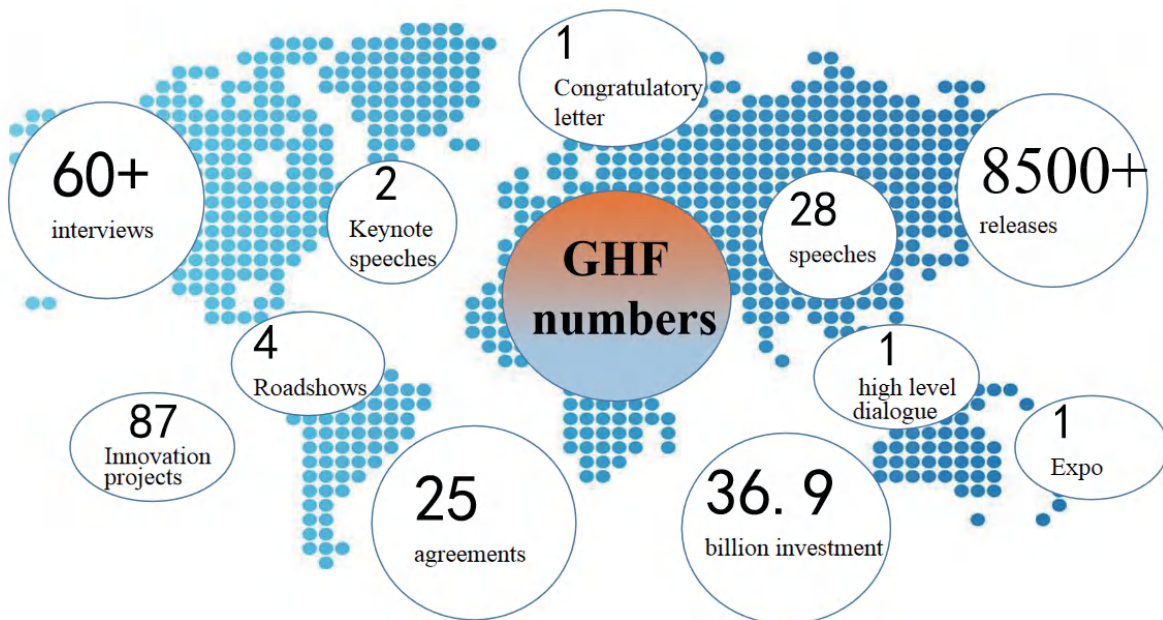 1
Congratulatory
letter
60+
interviews
2
Keynote
speeches
28
speeches
8500+
releases
GHF
numbers
4
Roadshows
1
high level
dialogue
87
Innovation
projects
1
Expo
25
agreements
36.9
billion investment